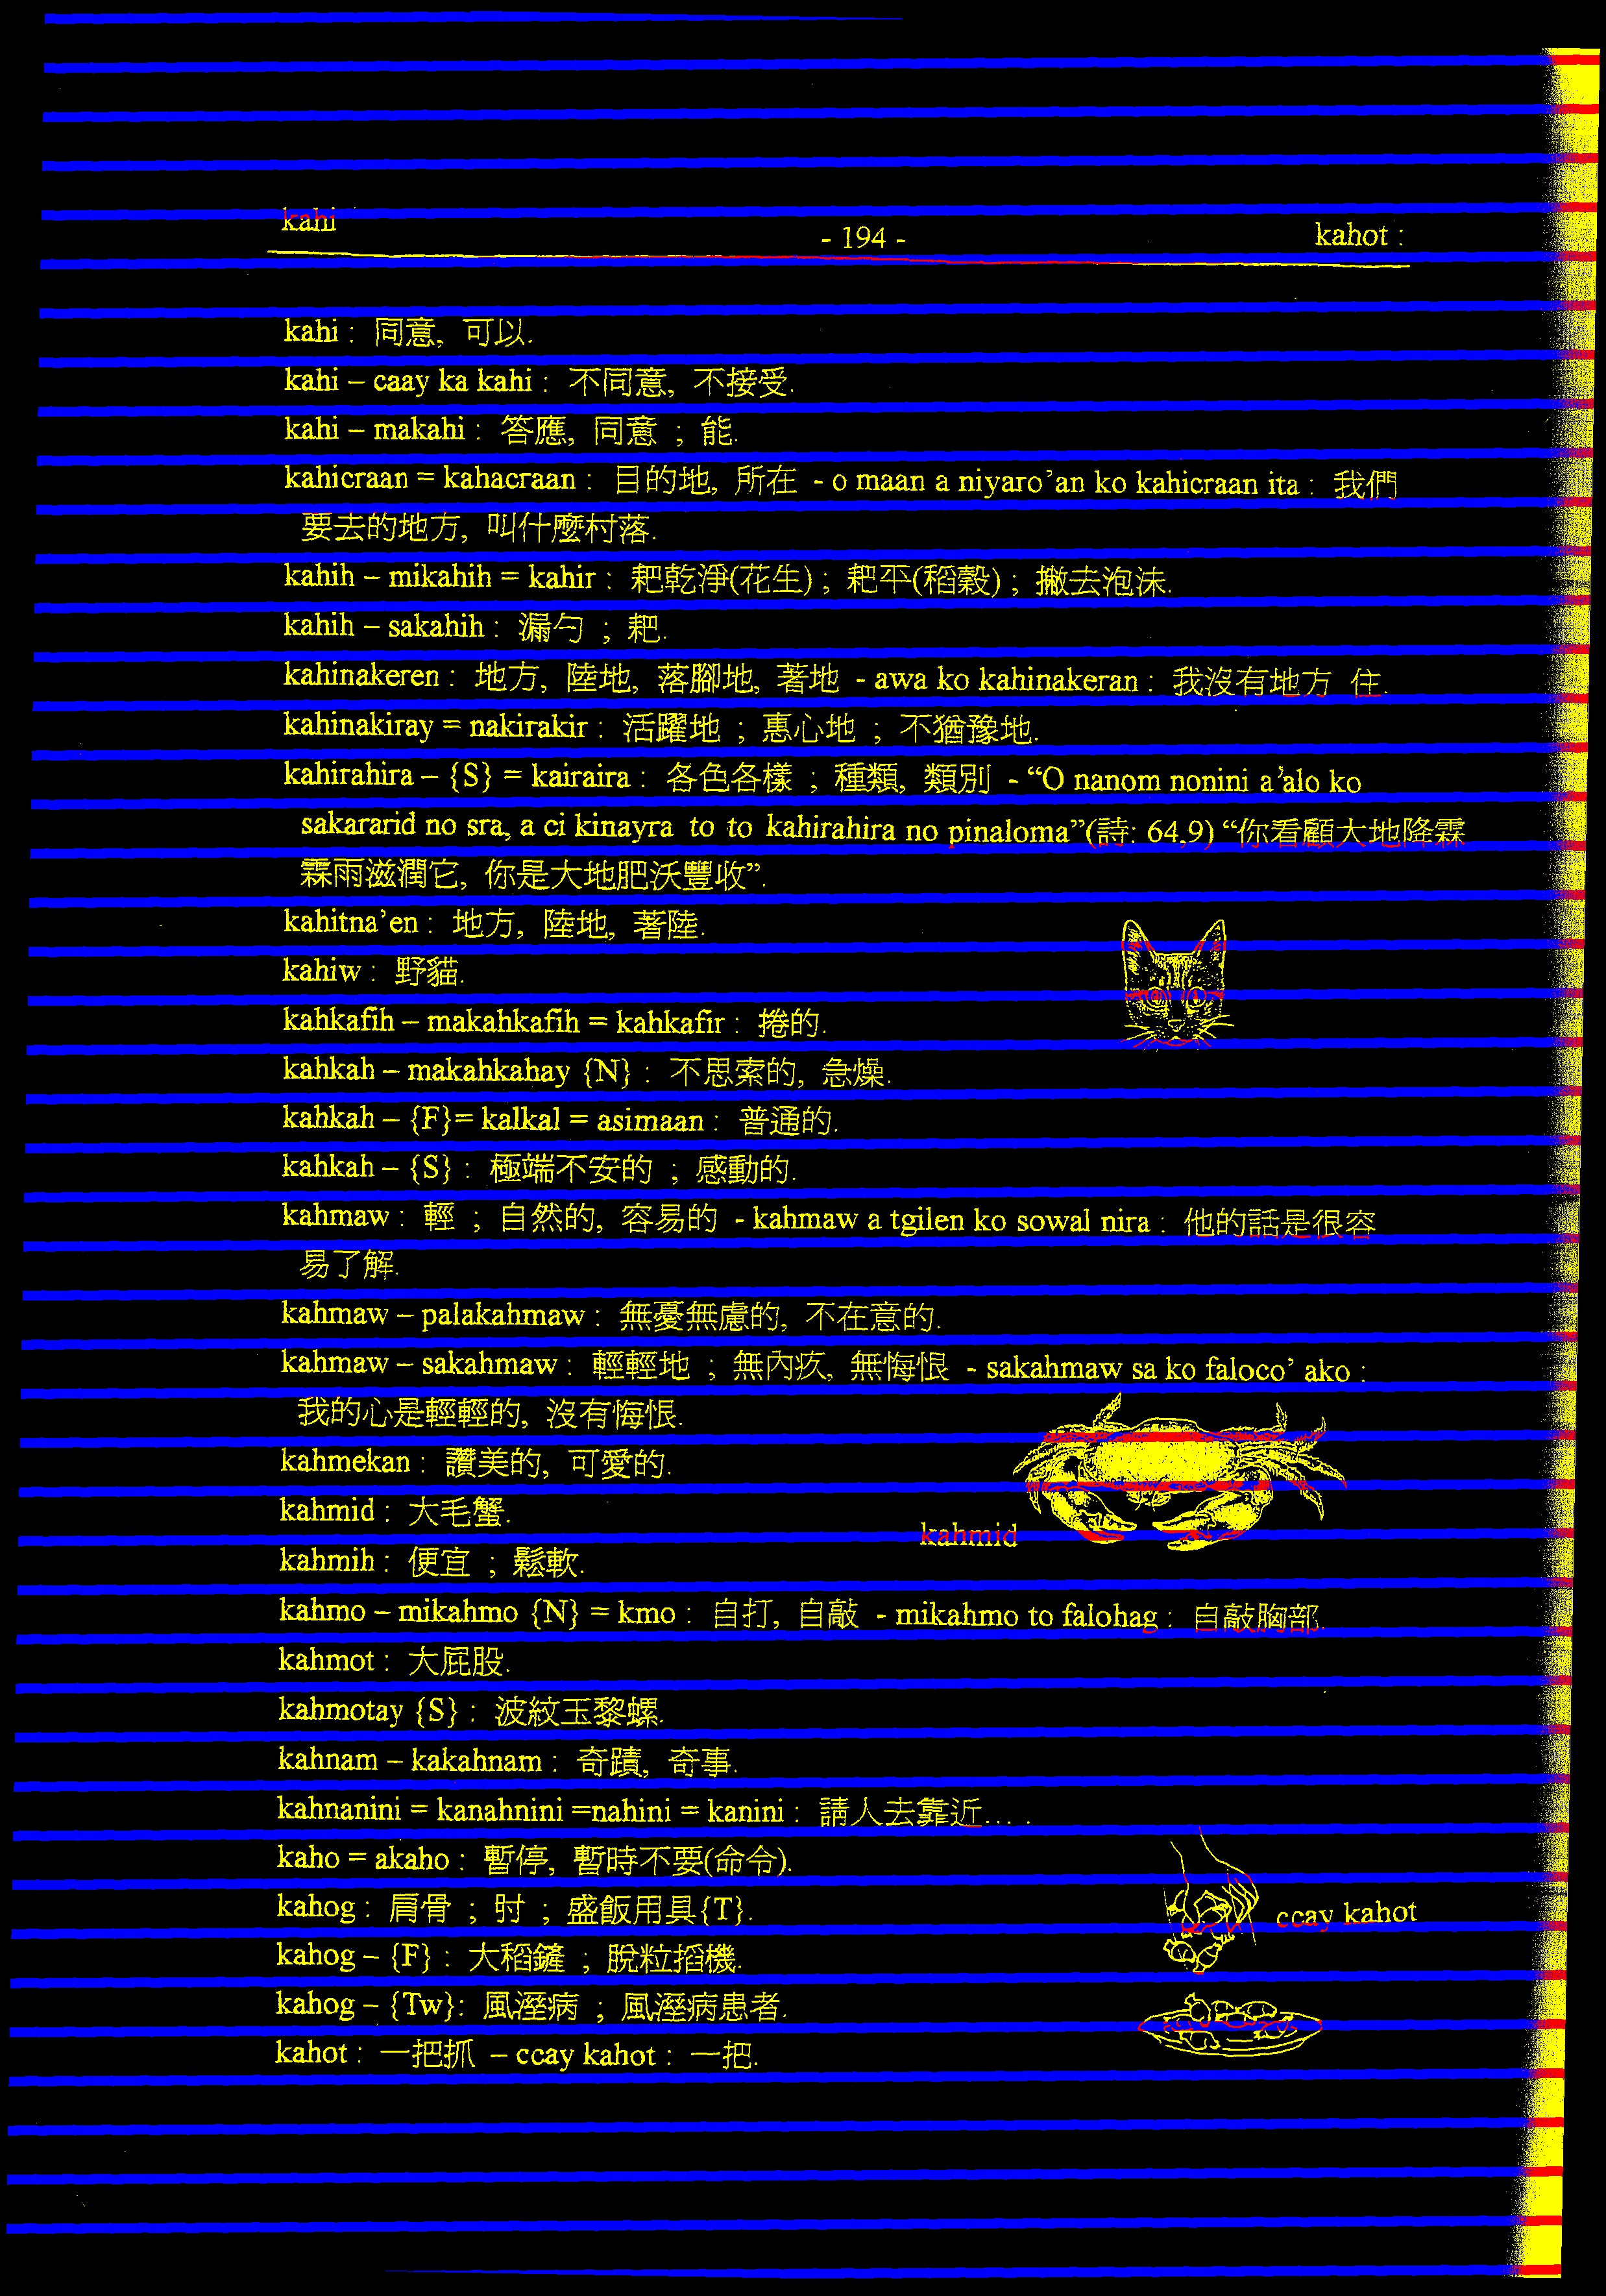 kahi - 194 - kahot :
kahi : 同意, 可以.
kahi – caay ka kahi : 不同意, 不接受.
kahi – makahi : 答應, 同意 ; 能.
kahicraan = kahacraan : 目的地, 所在 - o maan a niyaro’an ko kahicraan ita : 我們
要去的地方, 叫什麼村落.
kahih – mikahih = kahir : 耙乾淨(花生) ; 耙平(稻穀) ; 撇去泡沫.
kahih – sakahih : 漏勺 ; 耙.
kahinakeren : 地方, 陸地, 落腳地, 著地 - awa ko kahinakeran : 我沒有地方 住.
kahinakiray = nakirakir : 活躍地 ; 惠心地 ; 不猶豫地.
kahirahira – {S} = kairaira : 各色各樣 ; 種類, 類別 - “O nanom nonini a’alo ko
sakararid no sra, a ci kinayra to to kahirahira no pinaloma”(詩: 64,9) “你看顧大地降霖
霖雨滋潤它, 你是大地肥沃豐收”.
kahitna’en : 地方, 陸地, 著陸.
kahiw : 野貓.
kahkafih – makahkafih = kahkafir : 捲的.
kahkah – makahkahay {N} : 不思索的, 急燥.
kahkah – {F}= kalkal = asimaan : 普通的.
kahkah – {S} : 極端不安的 ; 感動的.
kahmaw : 輕 ; 自然的, 容易的 - kahmaw a tgilen ko sowal nira : 他的話是很容
易了解.
kahmaw – palakahmaw : 無憂無慮的, 不在意的.
kahmaw – sakahmaw : 輕輕地 ; 無內疚, 無悔恨 - sakahmaw sa ko faloco’ ako :
我的心是輕輕的, 沒有悔恨.
kahmekan : 讚美的, 可愛的.
kahmid : 大毛蟹.
kahmid
kahmih : 便宜 ; 鬆軟.
kahmo – mikahmo {N} = kmo : 自打, 自敲 - mikahmo to falohag : 自敲胸部.
kahmot : 大屁股.
kahmotay {S} : 波紋玉黎螺.
kahnam – kakahnam : 奇蹟, 奇事.
kahnanini = kanahnini =nahini = kanini : 請人去靠近… .
kaho = akaho : 暫停, 暫時不要(命令).
kahog : 肩骨 ; 肘 ; 盛飯用具{T}.
ccay kahot
kahog – {F} : 大稻鏟 ; 脫粒搯機.
kahog – {Tw}: 風溼病 ; 風溼病患者.
kahot : 一把抓 – ccay kahot : 一把.